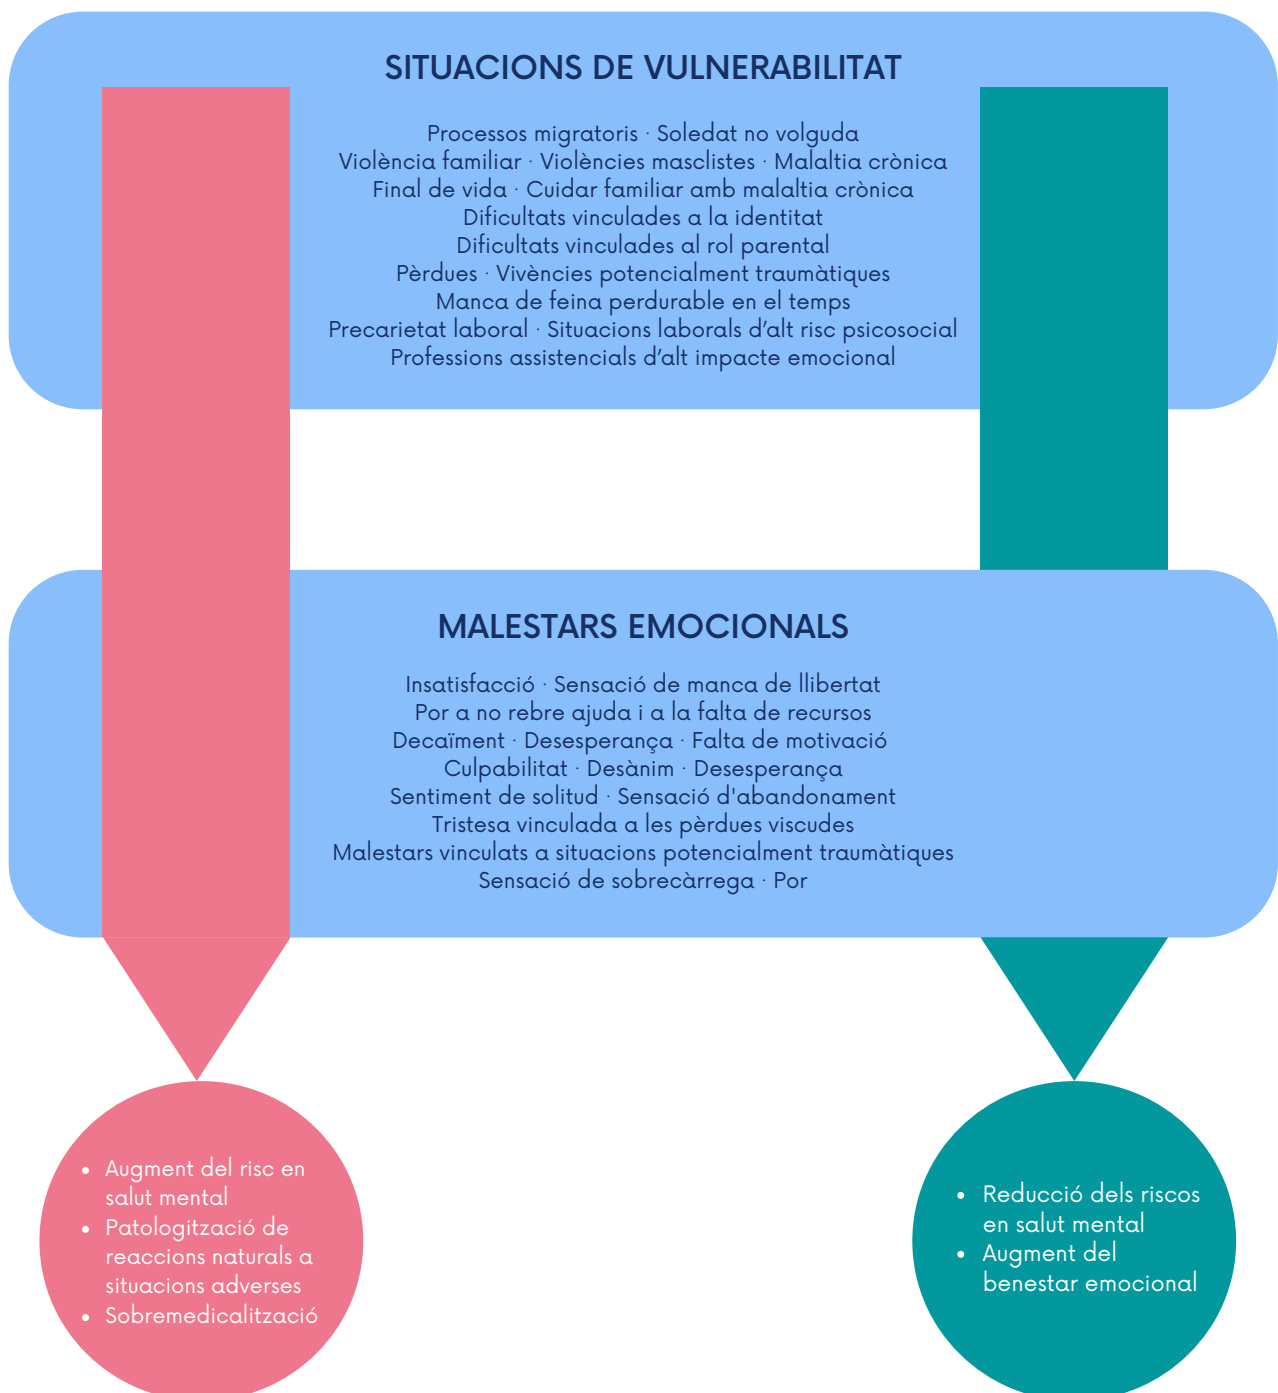 SITUACIONS DE VULNERABILITAT
Processos migratoris · Soledat no volguda
Violència familiar · Violències masclistes · Malaltia crònica
Final de vida · Cuidar familiar amb malaltia crònica
Dificultats vinculades a la identitat
Dificultats vinculades al rol parental
Pèrdues · Vivències potencialment traumàtiques
Manca de feina perdurable en el temps
Precarietat laboral · Situacions laborals d’alt risc psicosocial
Professions assistencials d’alt impacte emocional
MALESTARS EMOCIONALS
Insatisfacció · Sensació de manca de llibertat
Por a no rebre ajuda i a la falta de recursos
Decaïment · Desesperança · Falta de motivació
Culpabilitat · Desànim · Desesperança
Sentiment de solitud · Sensació d'abandonament
Tristesa vinculada a les pèrdues viscudes
Malestars vinculats a situacions potencialment traumàtiques
Sensació de sobrecàrrega · Por
• Augment del risc en
salut mental
• Patologització de
reaccions naturals a
situacions adverses
• Sobremedicalització
• Reducció dels riscos
en salut mental
• Augment del
benestar emocional